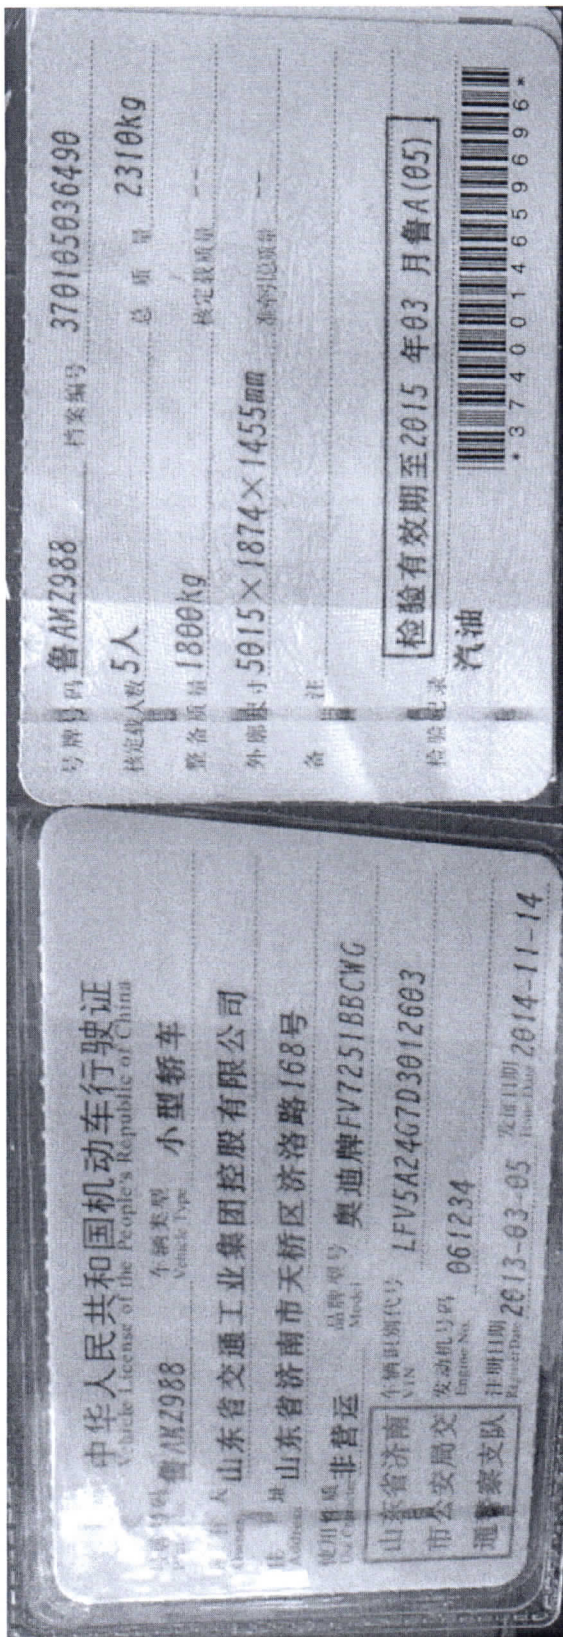 中华人民共和国机动车行驶证
Vehicle License of the People's Republic of China
号牌号码 鲁AMZ988 车辆类型 小型轿车
Vehicle Type
所有人 山东省交通工业集团控股有限公司
Owner
住址 山东省济南市天桥区济洛路168号
Address
使用性质 非营运 品牌型号 奥迪牌FV7251BBCWG
Use Character Model
山东省济南
市公安局交
通警察支队
车辆识别代号 LFV5A24G7D3012603
VIN
发动机号码 061234
Engine No.
注册日期 2013-03-05 发证日期 2014-11-14
Register Date Issue Date
号牌号码 鲁AMZ988 档案编号 370105036490
核定载人数 5人 总质量 2310kg
整备质量 1800kg 核定载质量 --
外廓尺寸 5015×1874×1455mm 准牵引总质量 --
备注
检验记录 检验有效期至2015年03月鲁A(05)
汽油
*3740014659696*